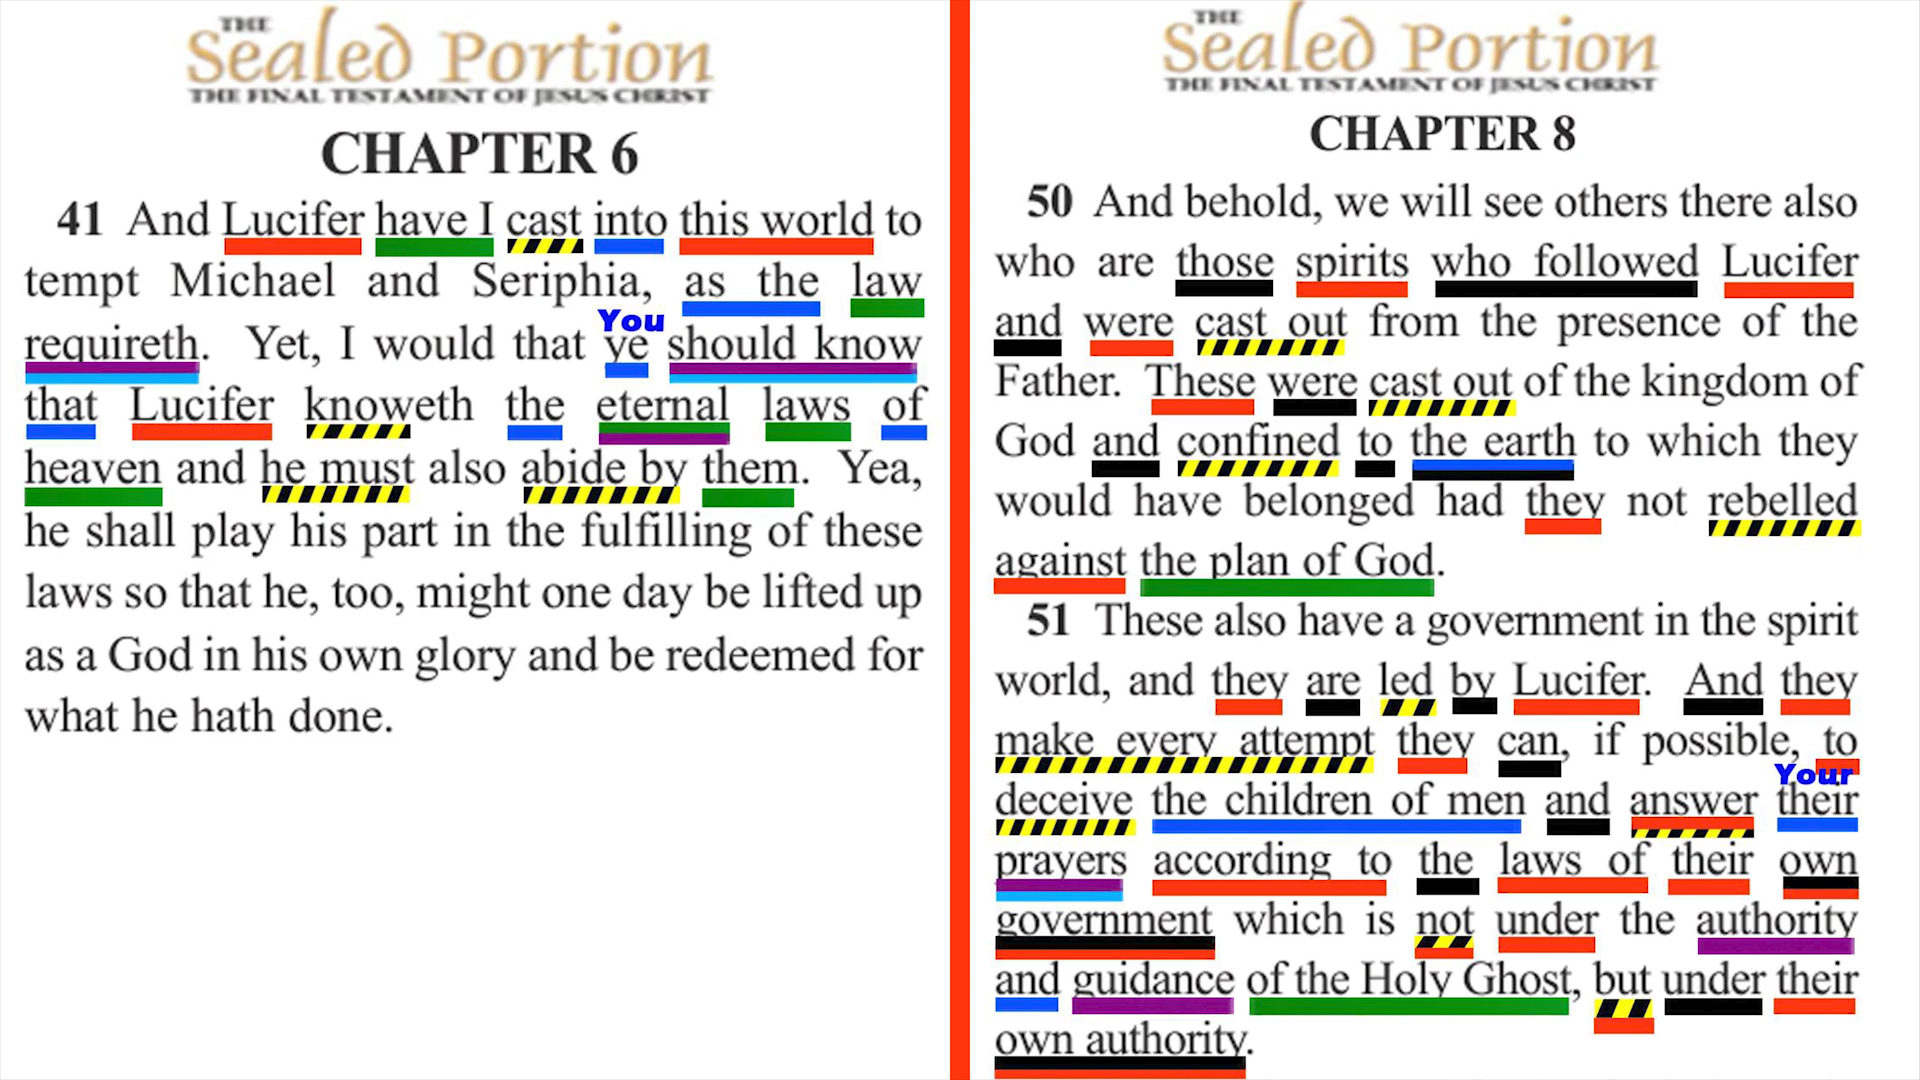 THE
Sealed Portion
THE FINAL TESTAMENT OF JESUS CHRIST
CHAPTER 6
41 And Lucifer have I cast into this world to
tempt Michael and Seriphia, as the law
You
requireth. Yet, I would that ye should know
that Lucifer knoweth the eternal laws of
heaven and he must also abide by them. Yea,
he shall play his part in the fulfilling of these
laws so that he, too, might one day be lifted up
as a God in his own glory and be redeemed for
what he hath done.
THE
Sealed Portion
THE FINAL TESTAMENT OF JESUS CHRIST
CHAPTER 8
50 And behold, we will see others there also
who are those spirits who followed Lucifer
and were cast out from the presence of the
Father. These were cast out of the kingdom of
God and confined to the earth to which they
would have belonged had they not rebelled
against the plan of God.
51 These also have a government in the spirit
world, and they are led by Lucifer. And they
make every attempt they can, if possible, to
Your
deceive the children of men and answer their
prayers according to the laws of their own
government which is not under the authority
and guidance of the Holy Ghost, but under their
own authority.